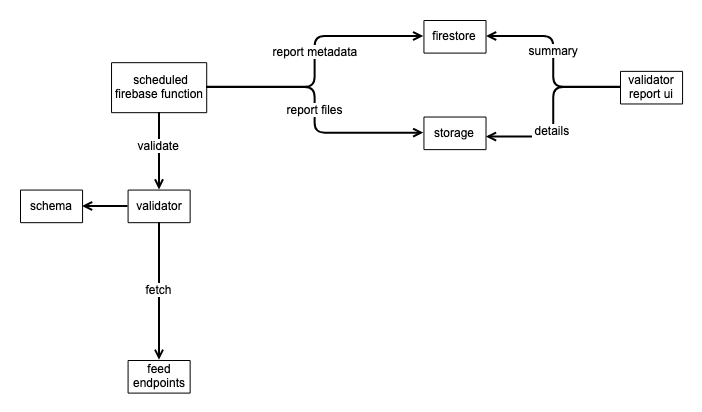 firestore
report metadata
summary
scheduled
firebase function
validator
report ui
report files
storage
details
validate
schema
validator
fetch
feed
endpoints